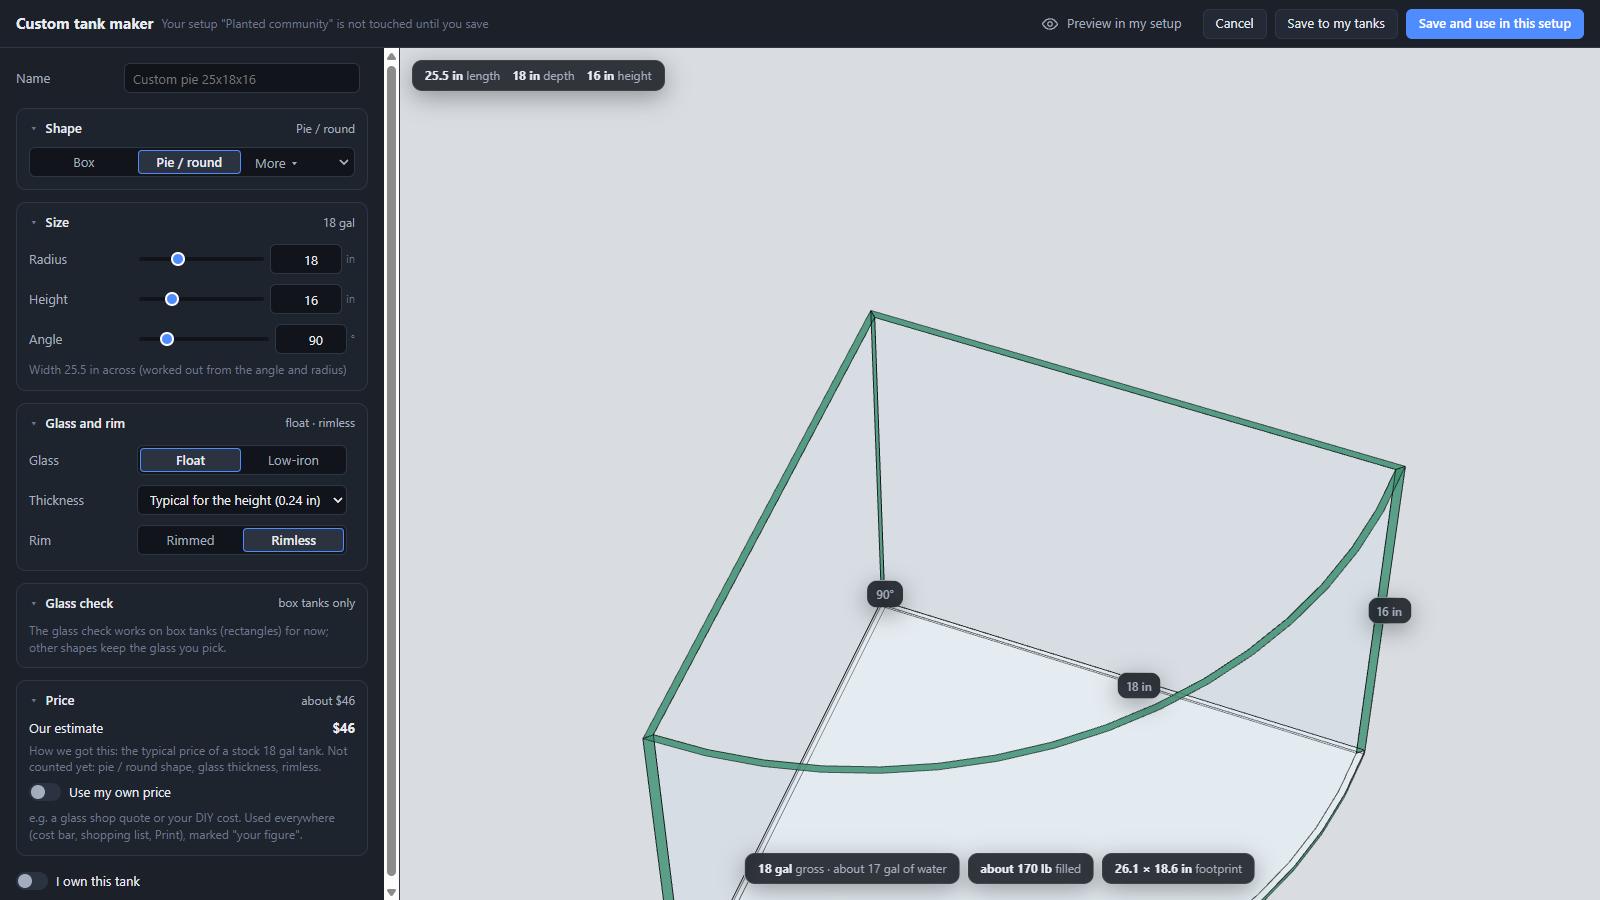 Custom tank maker Your setup "Planted community" is not touched until you save
Preview in my setup
Cancel
Save to my tanks
Save and use in this setup
Name
Custom pie 25x18x16
Shape
Pie / round
Box
Pie / round
More
Size
18 gal
Radius
18
in
Height
16
in
Angle
90
°
Width 25.5 in across (worked out from the angle and radius)
Glass and rim
float · rimless
Glass
Float
Low-iron
Thickness
Typical for the height (0.24 in)
Rim
Rimmed
Rimless
Glass check
box tanks only
The glass check works on box tanks (rectangles) for now;
other shapes keep the glass you pick.
Price
about $46
Our estimate
$46
How we got this: the typical price of a stock 18 gal tank. Not
counted yet: pie / round shape, glass thickness, rimless.
Use my own price
e.g. a glass shop quote or your DIY cost. Used everywhere
(cost bar, shopping list, Print), marked "your figure".
I own this tank
25.5 in length 18 in depth 16 in height
90°
16 in
18 in
18 gal gross · about 17 gal of water
about 170 lb filled
26.1 × 18.6 in footprint